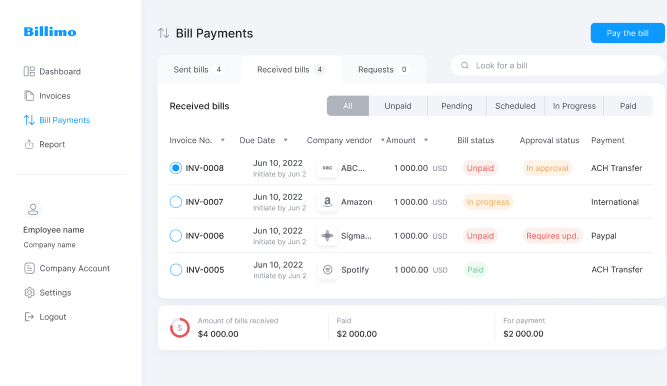 Billimo
Dashboard
Invoices
Bill Payments
Report
Employee name
Company name
Company Account
Settings
Logout
Bill Payments
Pay the bill
Sent bills 4
Received bills 4
Requests 0
Look for a bill
Received bills
All Unpaid Pending Scheduled In Progress Paid
Invoice No. Due Date Company vendor Amount Bill status Approval status Payment
INV-0008 Jun 10, 2022 ABC... 1 000.00 USD Unpaid In approval ACH Transfer
Initiate by Jun 2
INV-0007 Jun 10, 2022 Amazon 1 000.00 USD In progress International
Initiate by Jun 2
INV-0006 Jun 10, 2022 Sigma... 1 000.00 USD Unpaid Requires upd. Paypal
Initiate by Jun 2
INV-0005 Jun 10, 2022 Spotify 1 000.00 USD Paid ACH Transfer
Initiate by Jun 2
$
Amount of bills received
$4 000.00
Paid
$2 000.00
For payment
$2 000.00